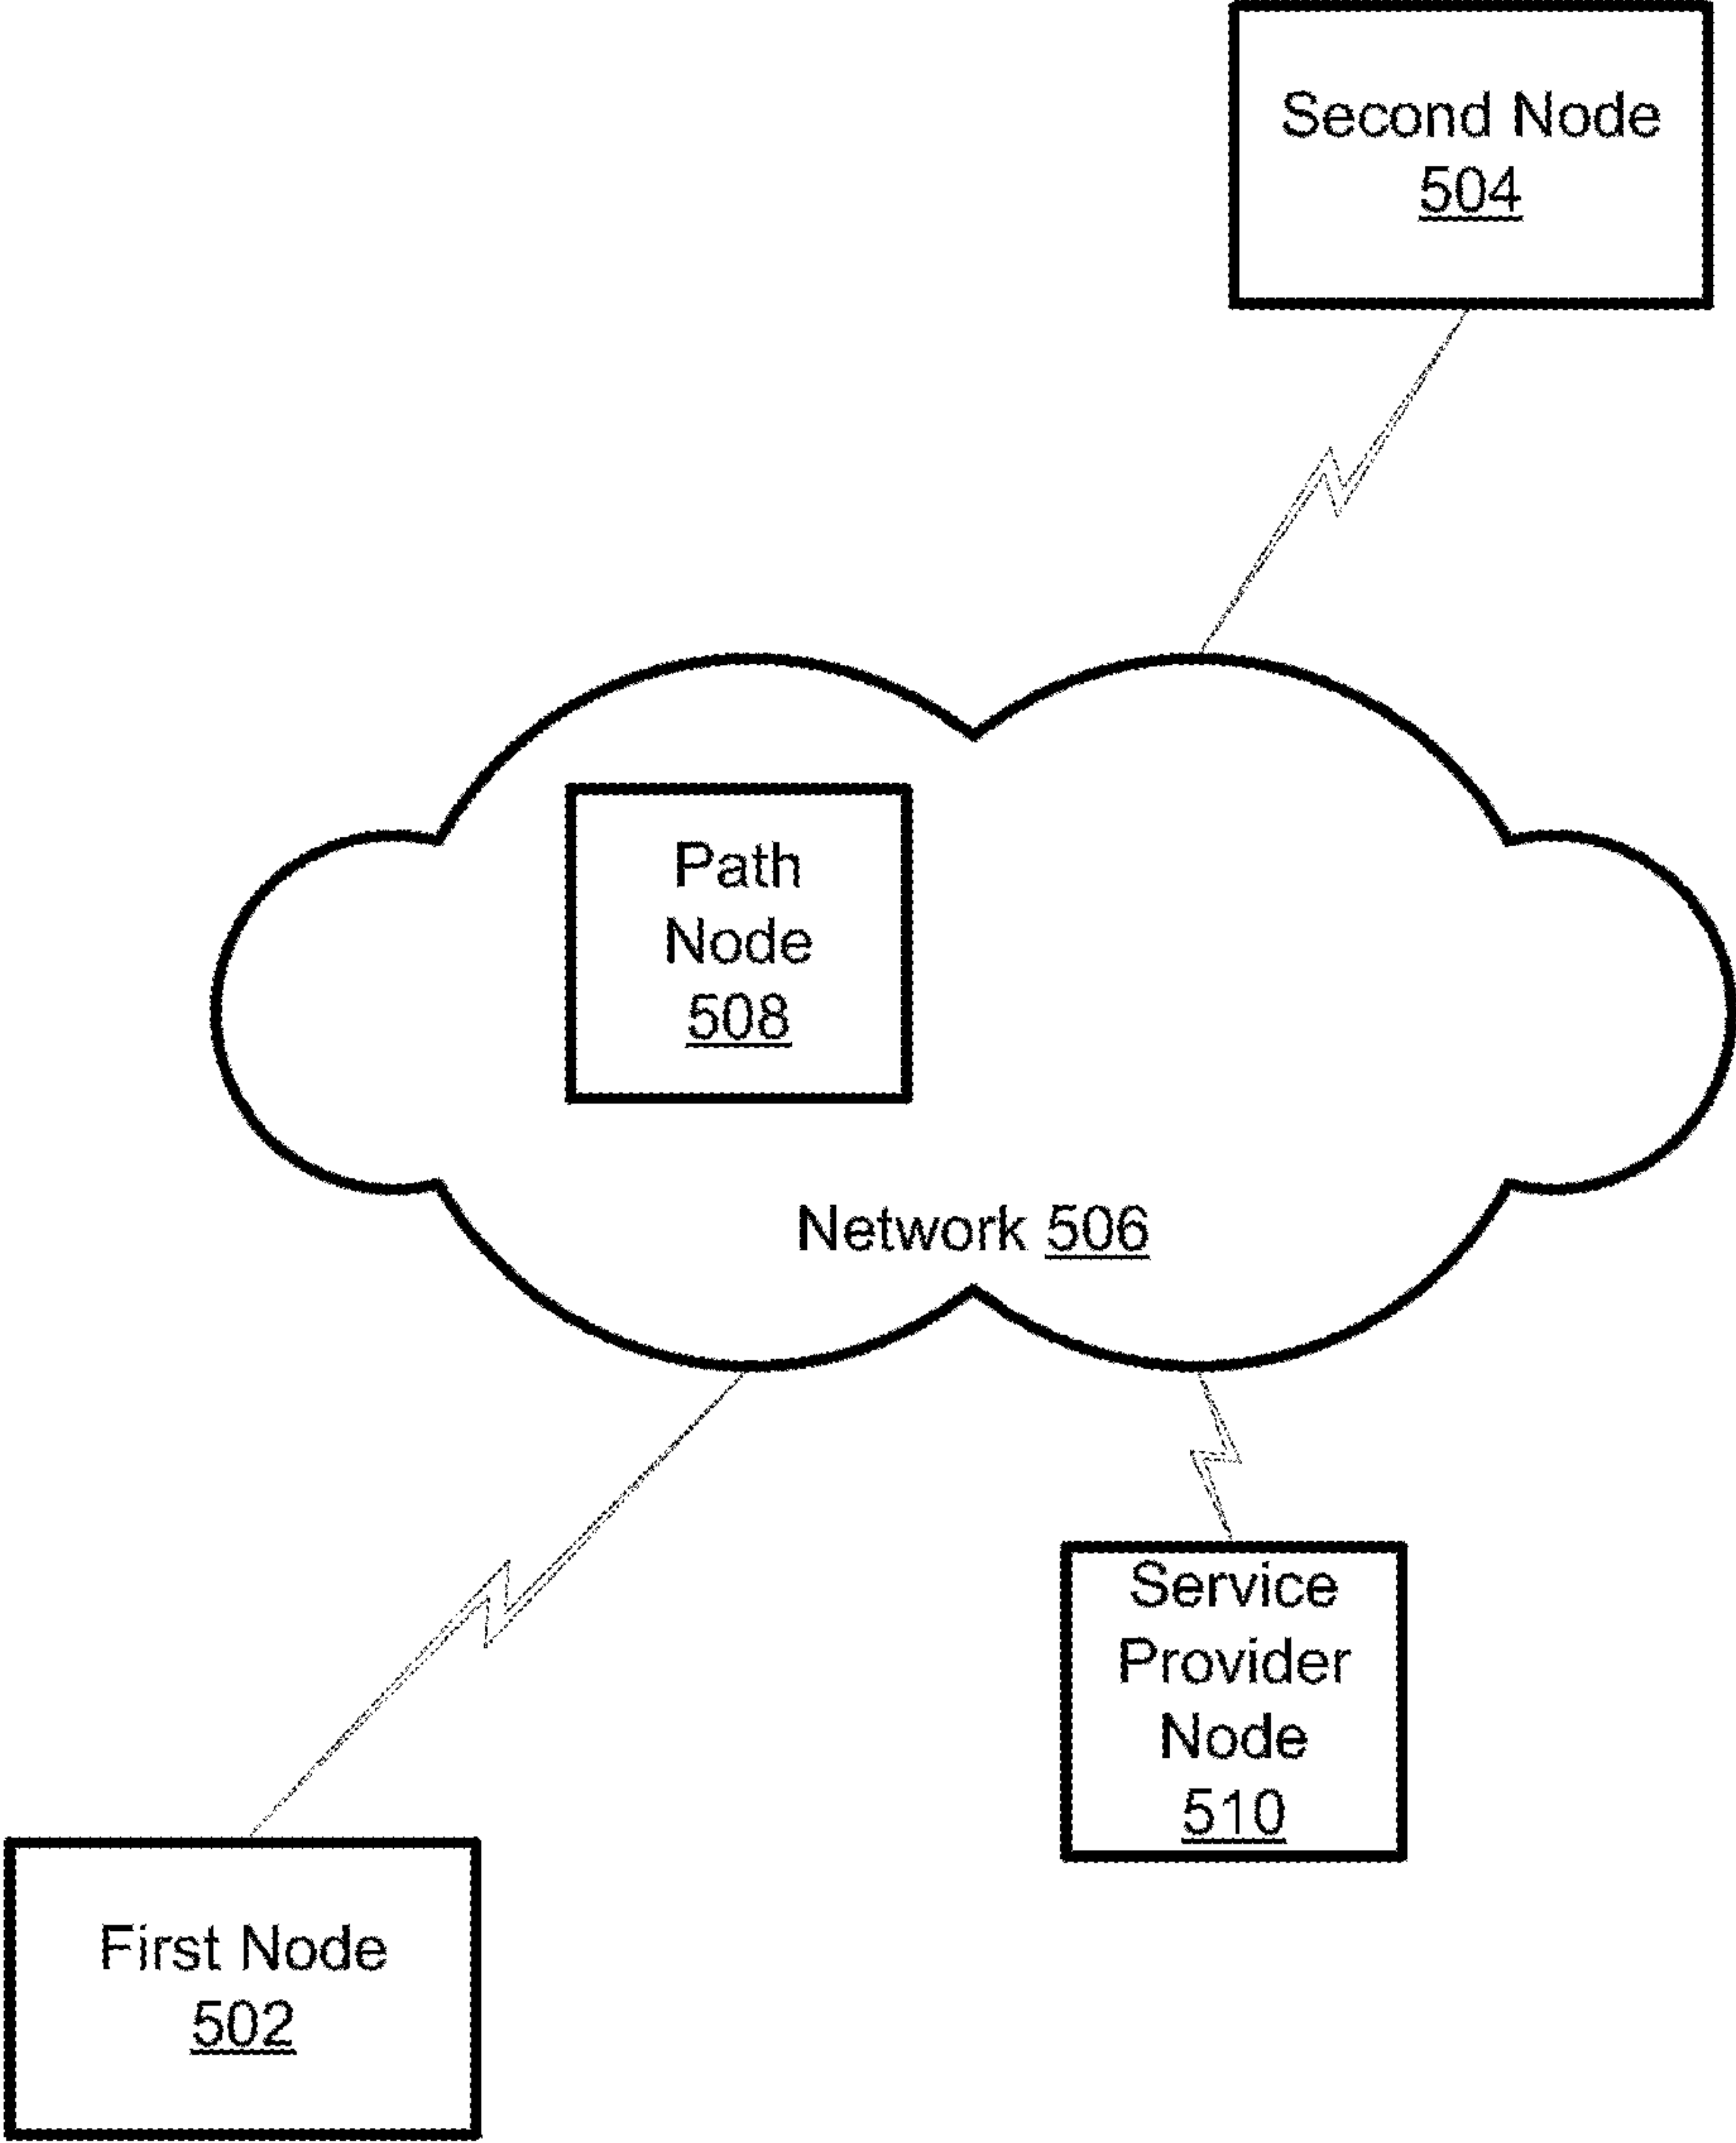 Second Node
504
Path
Node
508
Network 506
Service
Provider
Node
510
First Node
502